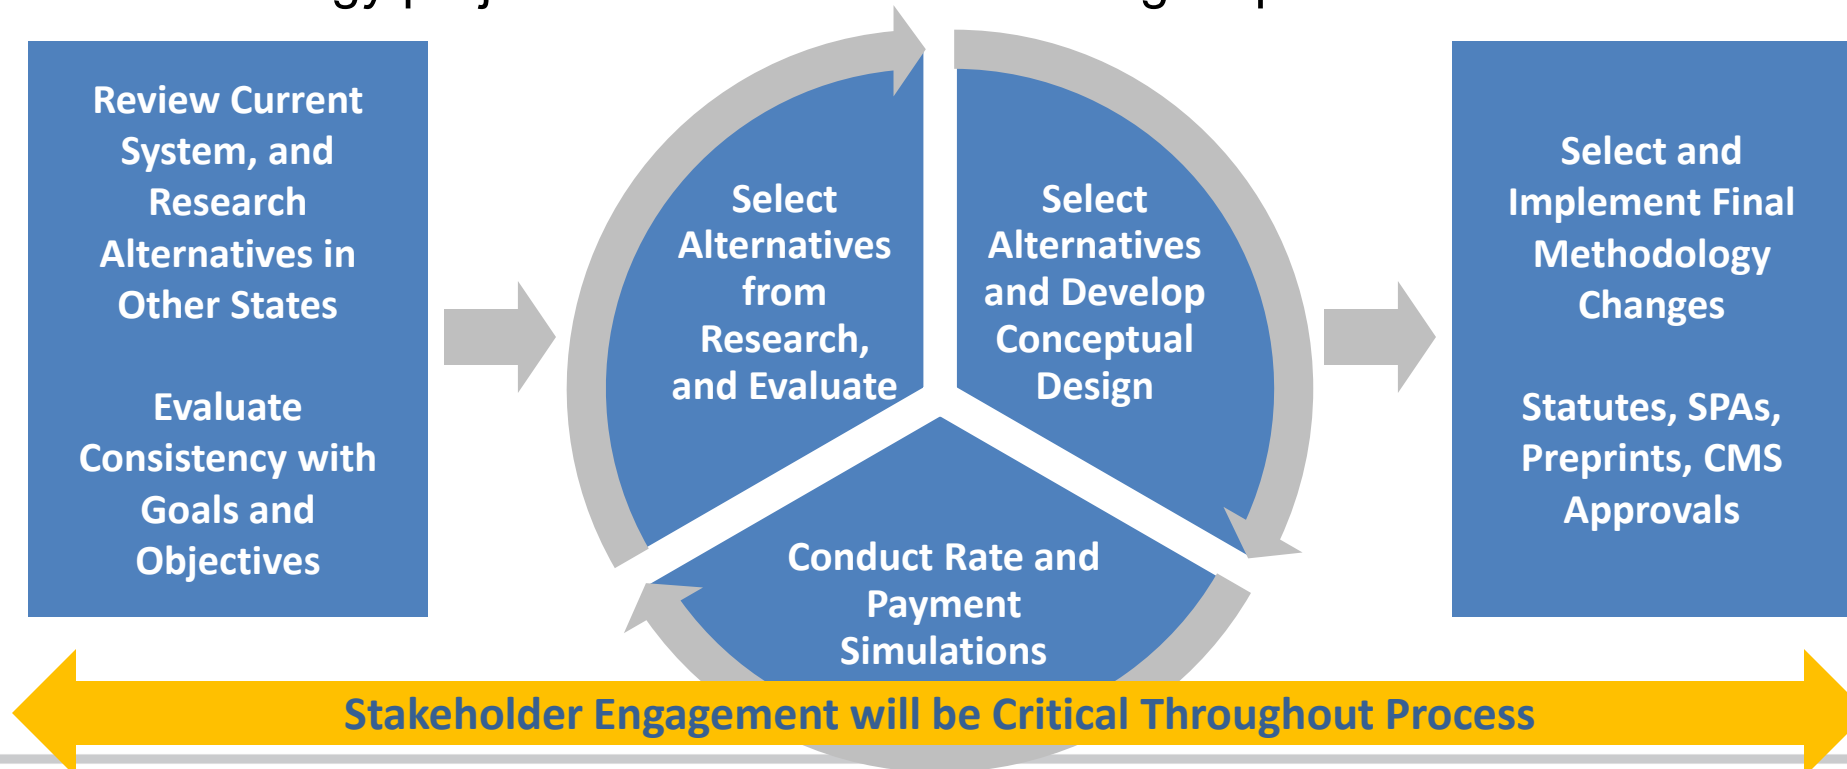 Review Current
System, and
Research
Alternatives in
Other States
Evaluate
Consistency with
Goals and
Objectives
Select
Alternatives
from
Research,
and Evaluate
Select
Alternatives
and Develop
Conceptual
Design
Conduct Rate and
Payment
Simulations
Select and
Implement Final
Methodology
Changes
Statutes, SPAs,
Preprints, CMS
Approvals
Stakeholder Engagement will be Critical Throughout Process